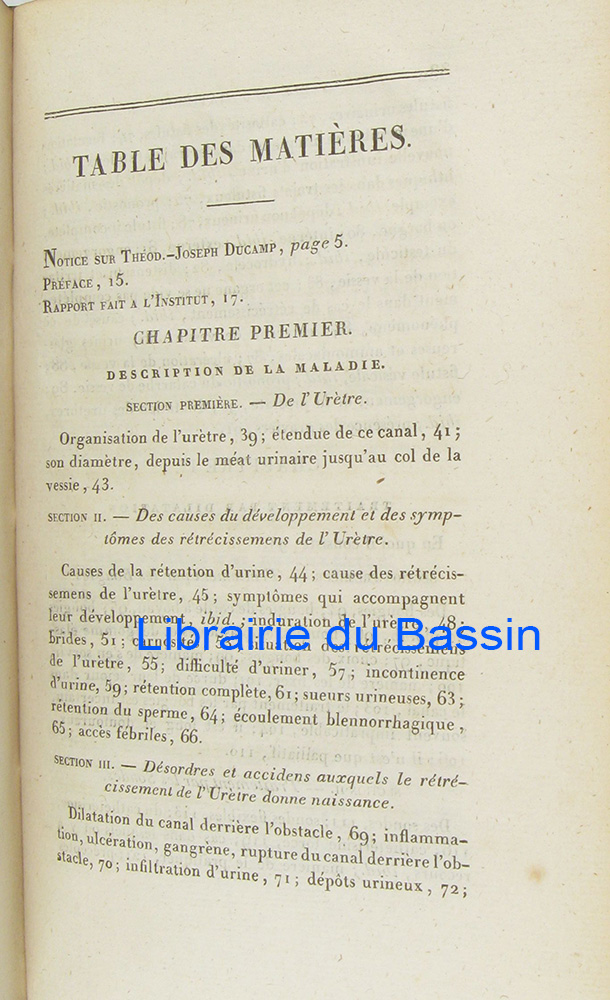 TABLE DES MATIÈRES.
NOTICE SUR THÉOD.-JOSEPH DUCAMP, page 5.
PRÉFACE, 15.
RAPPORT FAIT A L'INSTITUT, 17.
CHAPITRE PREMIER.
DESCRIPTION DE LA MALADIE.
SECTION PREMIÈRE. — De l'Urètre.
Organisation de l'urètre, 39; étendue de ce canal, 41;
son diamètre, depuis le méat urinaire jusqu'au col de la
vessie, 43.
SECTION II. — Des causes du développement et des symp-
tômes des rétrécissemens de l'Urètre.
Causes de la rétention d'urine, 44; cause des rétrécis-
semens de l'urètre, 45; symptômes qui accompagnent
leur développement, ibid.; induration de l'urètre, 48;
Librairie du Bassin
brides, 51; carnosités, situation des rétrécissemens
de l'urètre, 55; difficulté d'uriner, 57; incontinence
d'urine, 59; rétention complète, 61; sueurs urineuses, 63;
rétention du sperme, 64; écoulement blennorrhagique,
65; accès fébriles, 66.
SECTION III. — Désordres et accidens auxquels le rétré-
cissement de l'Urètre donne naissance.
Dilatation du canal derrière l'obstacle, 69; inflamma-
tion, ulcération, gangrène, rupture du canal derrière l'ob-
stacle, 70; infiltration d'urine, 71; dépôts urineux, 72;